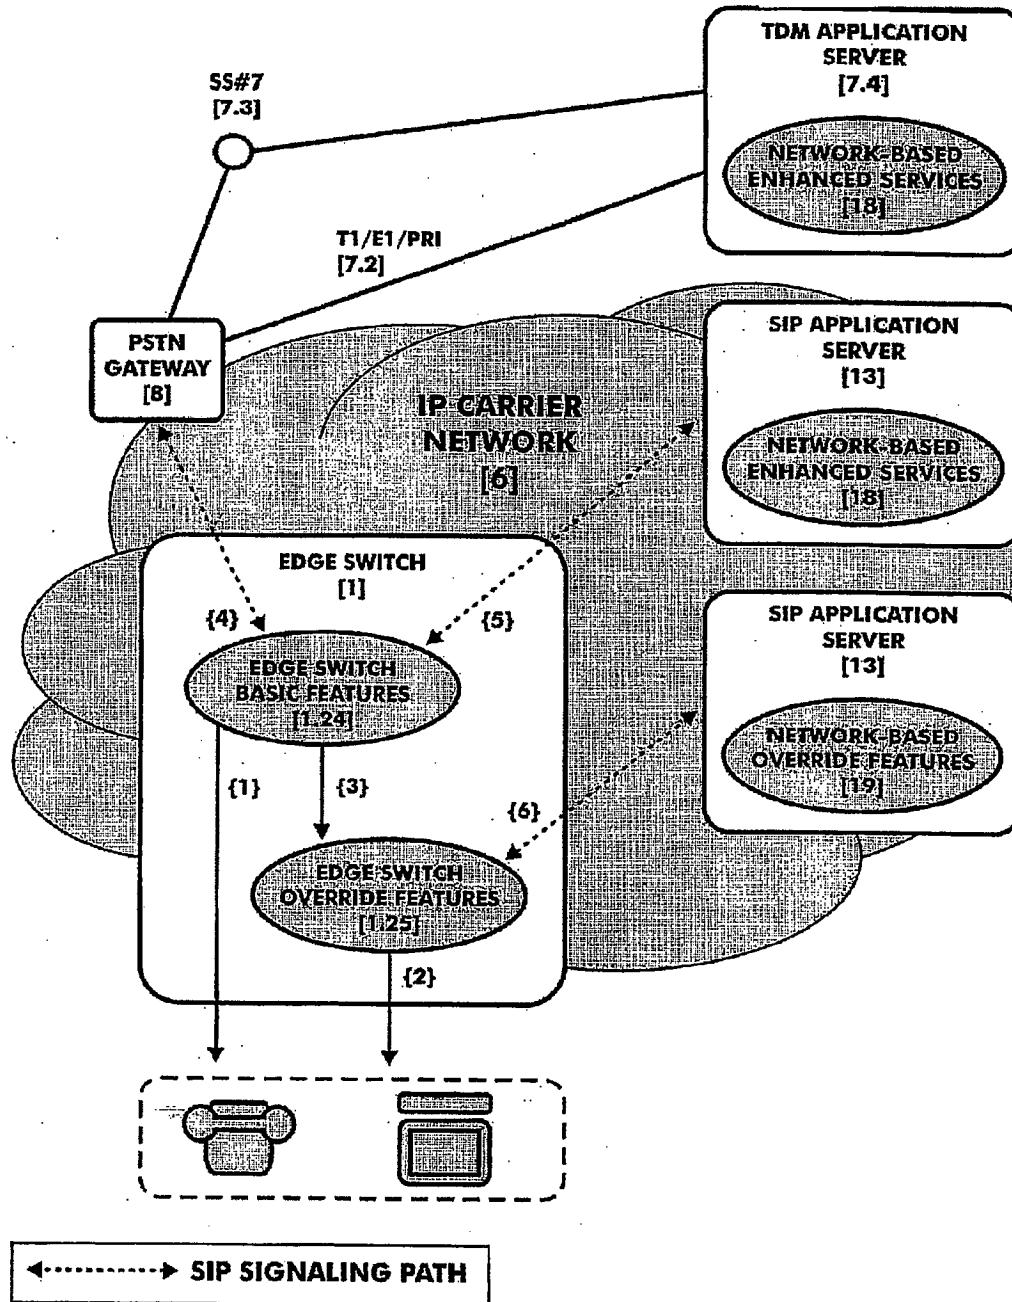 TDM APPLICATION
SERVER
[7.4]
NETWORK-BASED
ENHANCED SERVICES
[18]
SS#7
[7.3]
T1/E1/PRI
[7.2]
PSTN
GATEWAY
[8]
IP CARRIER
NETWORK
[6]
SIP APPLICATION
SERVER
[13]
NETWORK-BASED
ENHANCED SERVICES
[18]
EDGE SWITCH
[1]
{4}
{5}
EDGE SWITCH
BASIC FEATURES
[1.24]
SIP APPLICATION
SERVER
[13]
NETWORK-BASED
OVERRIDE FEATURES
[19]
{1}
{3}
{6}
EDGE SWITCH
OVERRIDE FEATURES
[1.25]
{2}
SIP SIGNALING PATH